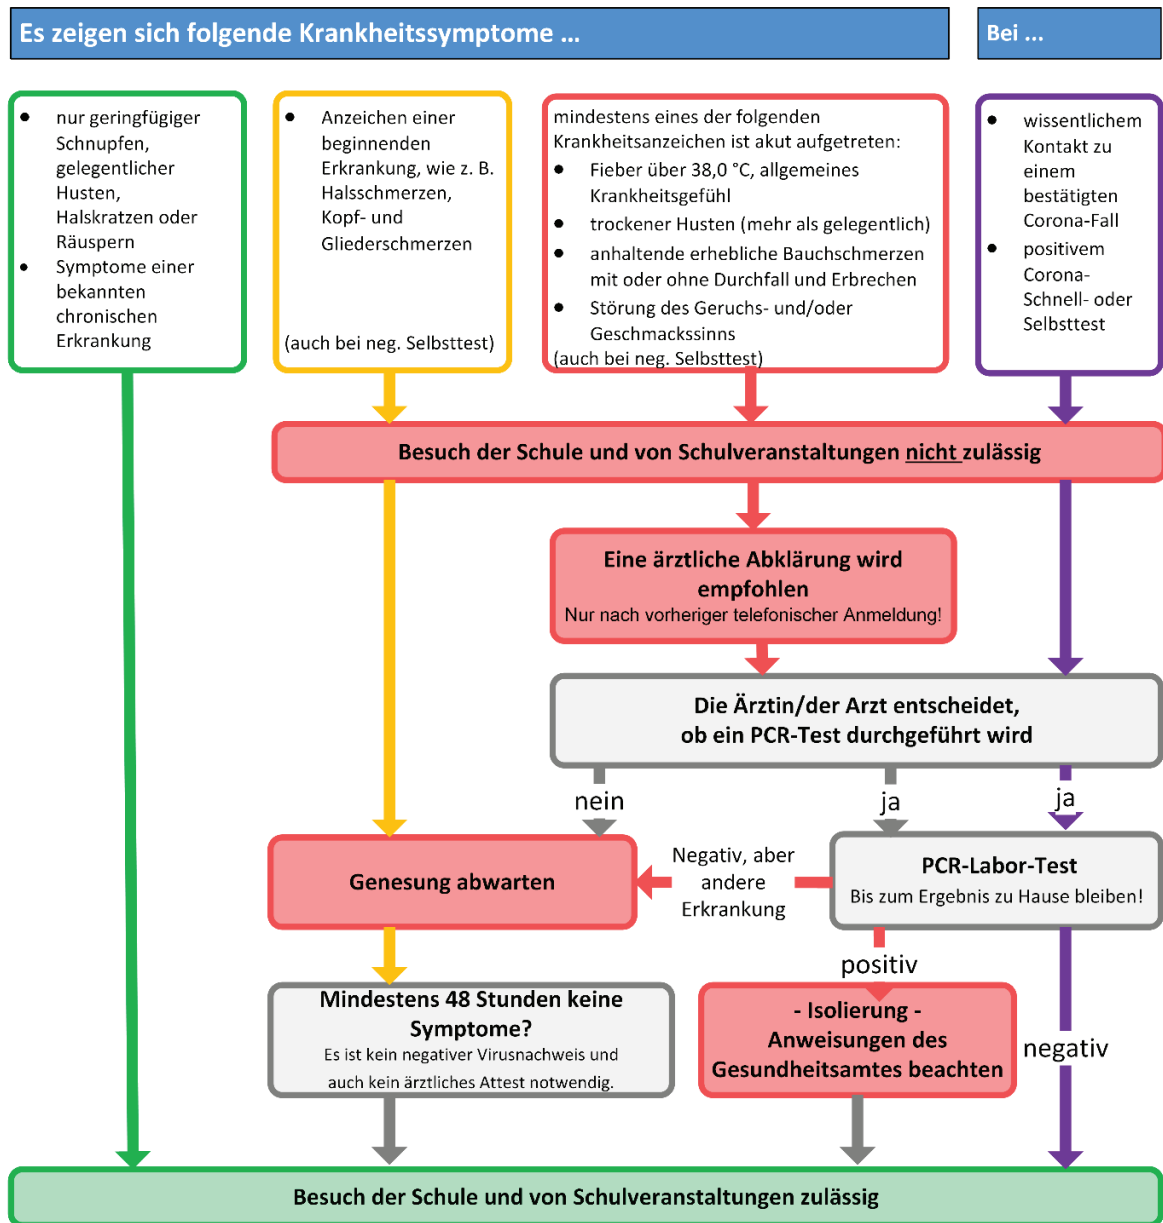 Es zeigen sich folgende Krankheitssymptome ...
Bei ...
● nur geringfügiger
Schnupfen,
gelegentlicher
Husten,
Halskratzen oder
Räuspern
● Symptome einer
bekannten
chronischen
Erkrankung
● Anzeichen einer
beginnenden
Erkrankung, wie z. B.
Halsschmerzen,
Kopf- und
Gliederschmerzen
(auch bei neg. Selbsttest)
mindestens eines der folgenden
Krankheitsanzeichen ist akut aufgetreten:
● Fieber über 38,0 °C, allgemeines
Krankheitsgefühl
● trockener Husten (mehr als gelegentlich)
● anhaltende erhebliche Bauchschmerzen
mit oder ohne Durchfall und Erbrechen
● Störung des Geruchs- und/oder
Geschmackssinns
(auch bei neg. Selbsttest)
● wissentlichem
Kontakt zu
einem
bestätigten
Corona-Fall
● positivem
Corona-
Schnell- oder
Selbsttest
Besuch der Schule und von Schulveranstaltungen nicht zulässig
Eine ärztliche Abklärung wird
empfohlen
Nur nach vorheriger telefonischer Anmeldung!
Die Ärztin/der Arzt entscheidet,
ob ein PCR-Test durchgeführt wird
nein
ja
ja
Genesung abwarten
Negativ, aber
andere
Erkrankung
PCR-Labor-Test
Bis zum Ergebnis zu Hause bleiben!
positiv
Mindestens 48 Stunden keine
Symptome?
Es ist kein negativer Virusnachweis und
auch kein ärztliches Attest notwendig.
- Isolierung -
Anweisungen des
Gesundheitsamtes beachten
negativ
Besuch der Schule und von Schulveranstaltungen zulässig